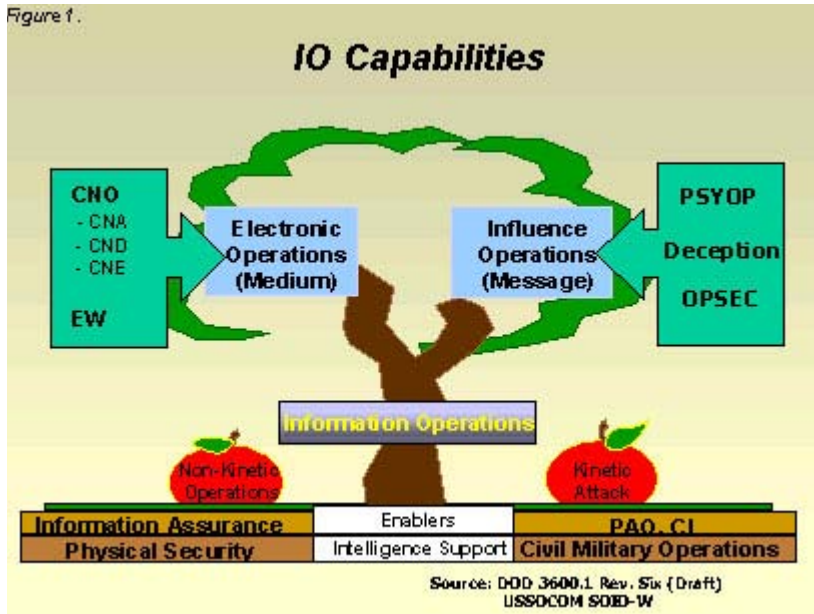 Figure 1.
IO Capabilities
CNO
- CNA
- CND
- CNE
EW
Electronic
Operations
(Medium)
Influence
Operations
(Message)
PSYOP
Deception
OPSEC
Information Operations
Non-Kinetic
Operations
Kinetic
Attack
Information Assurance
Enablers
PAO, CI
Physical Security
Intelligence Support
Civil Military Operations
Source: DOD 3600.1 Rev. Six (Draft)
USSOCOM SOIO-W